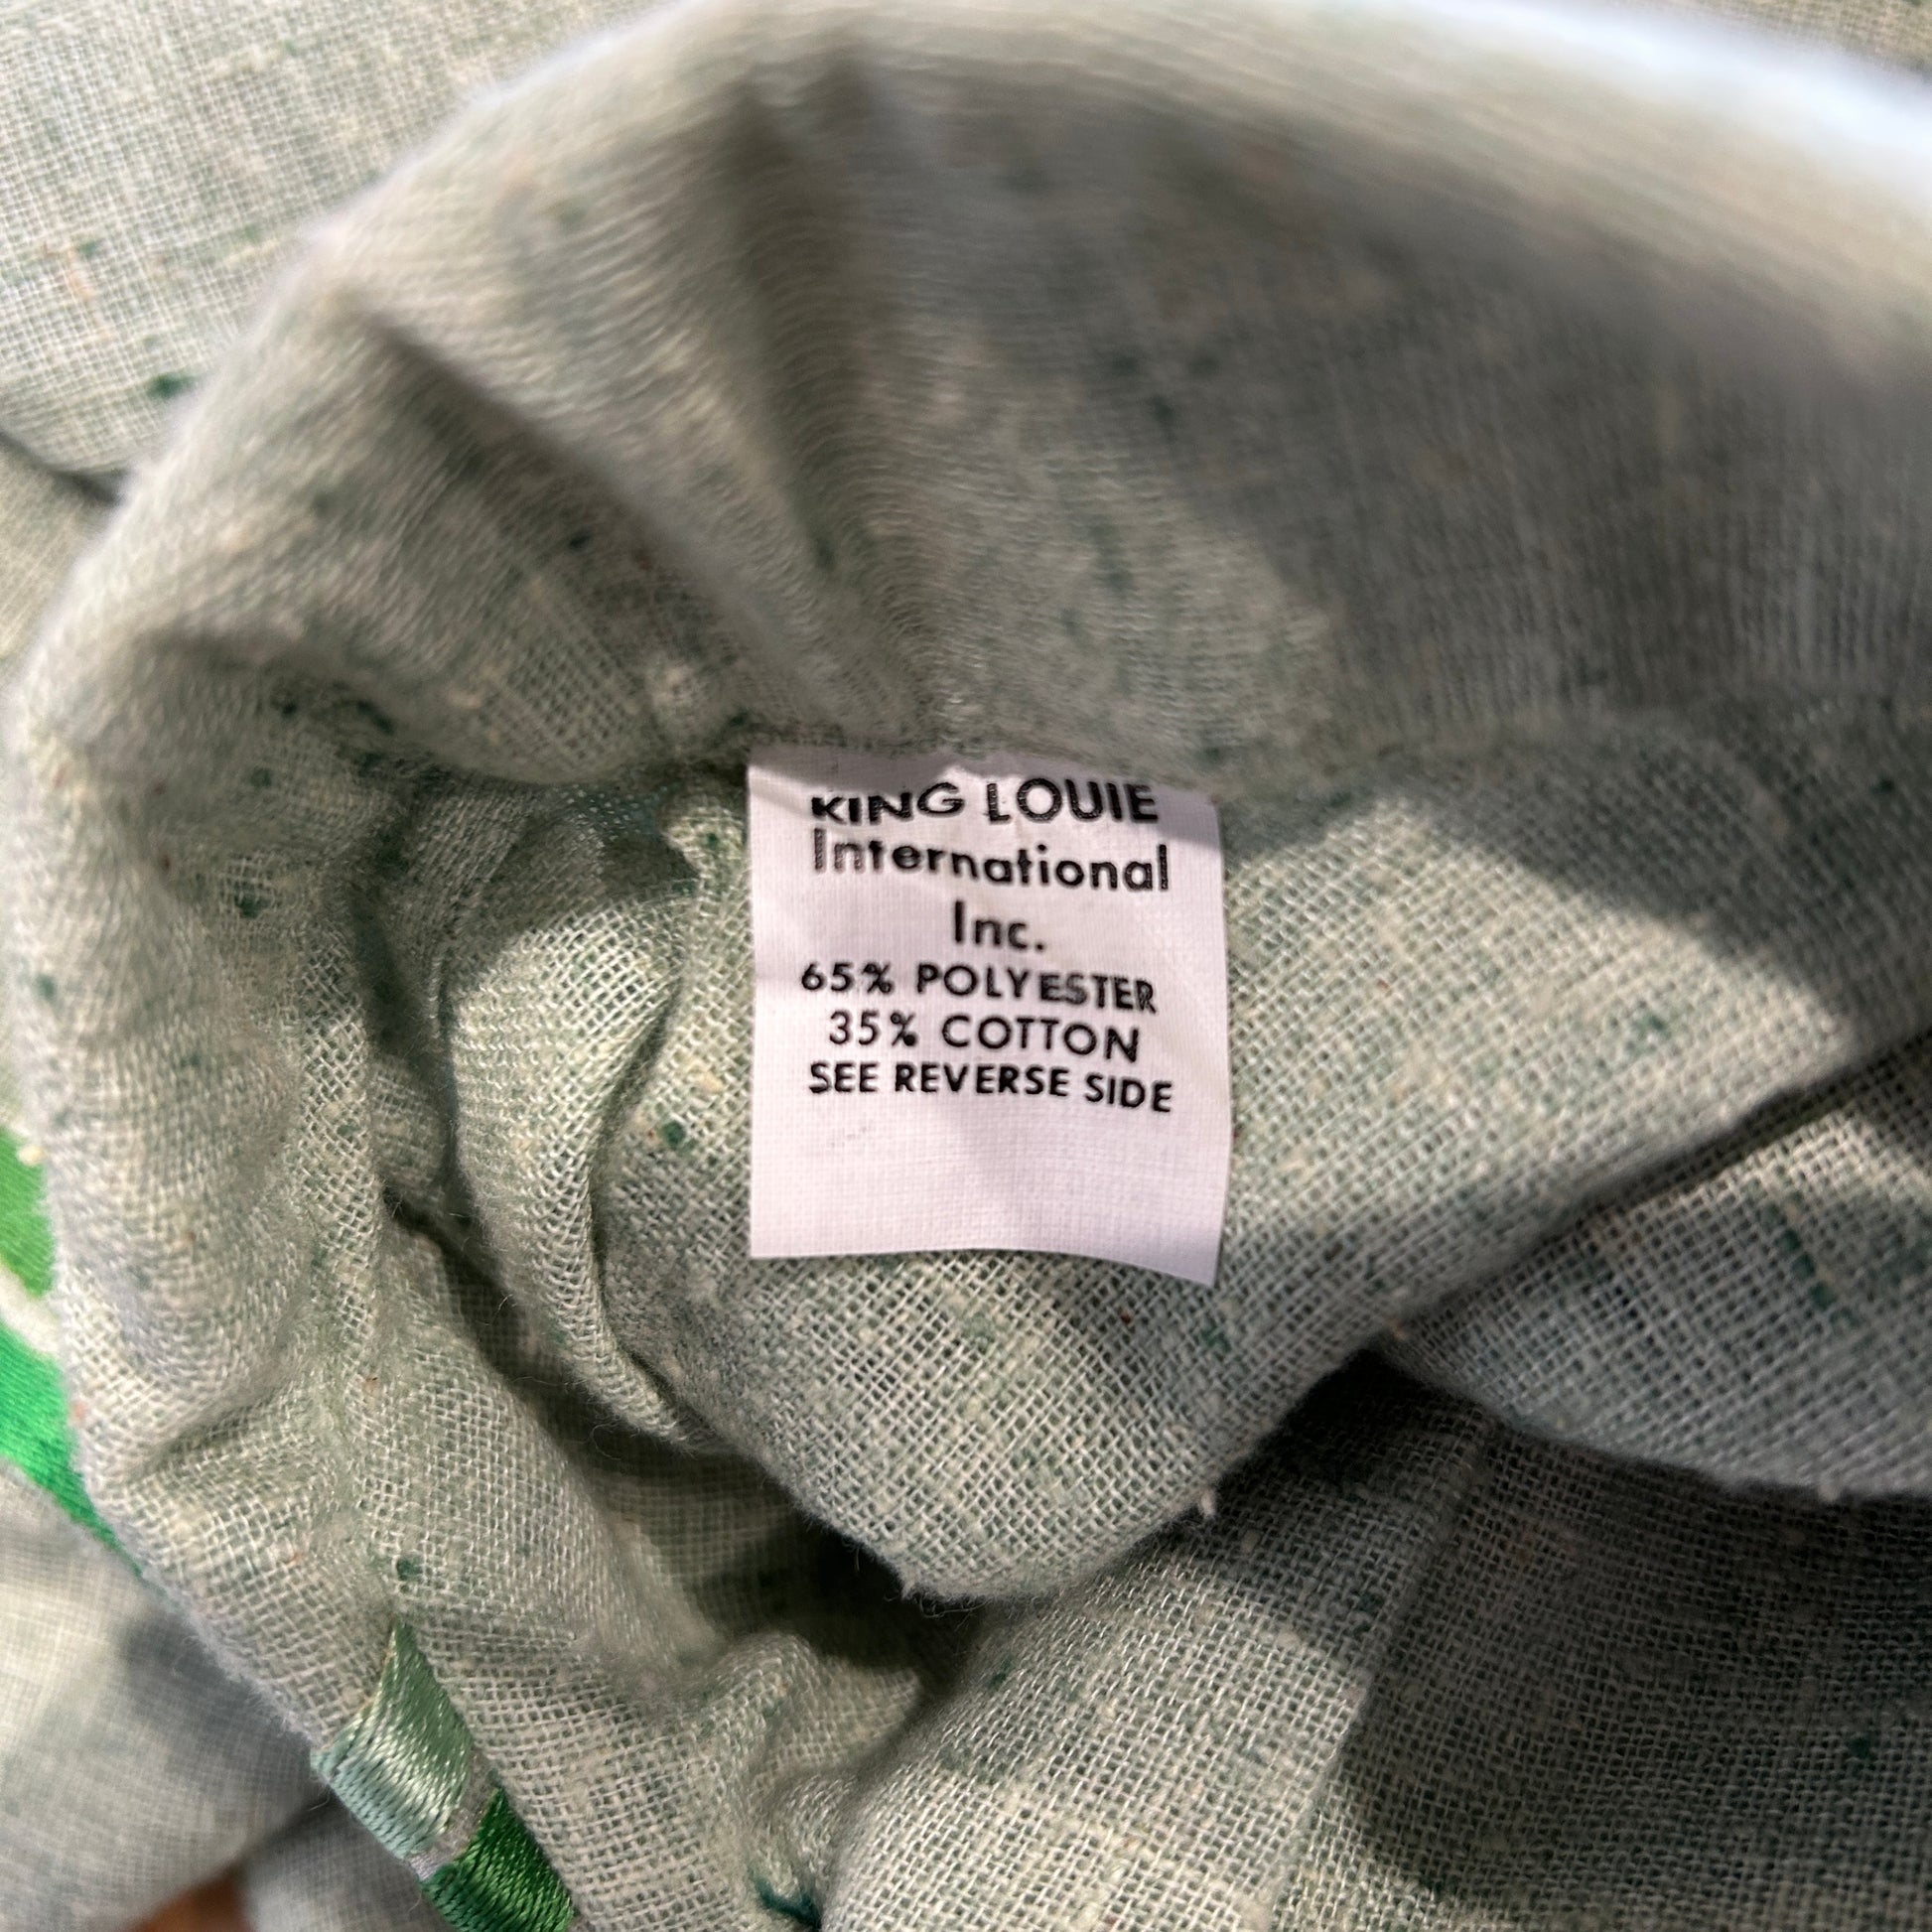 KING LOUIE
International
Inc.
65% POLYESTER
35% COTTON
SEE REVERSE SIDE